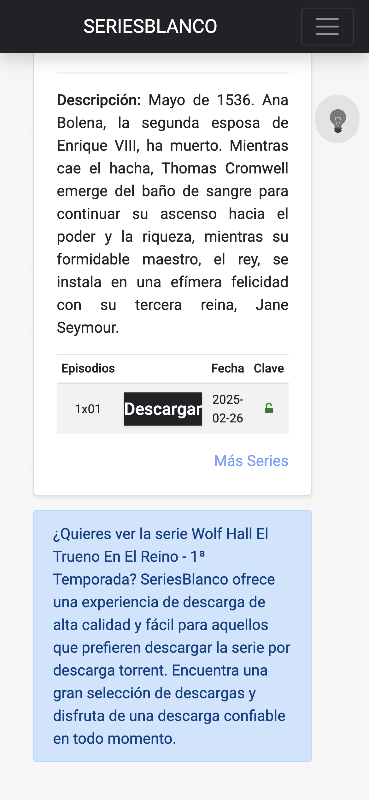 SERIESBLANCO
Descripción: Mayo de 1536. Ana
Bolena, la segunda esposa de
Enrique VIII, ha muerto. Mientras
cae el hacha, Thomas Cromwell
emerge del baño de sangre para
continuar su ascenso hacia el
poder y la riqueza, mientras su
formidable maestro, el rey, se
instala en una efímera felicidad
con su tercera reina, Jane
Seymour.
Episodios Fecha Clave
1x01 Descargar 2025-
02-26
Más Series
¿Quieres ver la serie Wolf Hall El
Trueno En El Reino - 1ª
Temporada? SeriesBlanco ofrece
una experiencia de descarga de
alta calidad y fácil para aquellos
que prefieren descargar la serie por
descarga torrent. Encuentra una
gran selección de descargas y
disfruta de una descarga confiable
en todo momento.